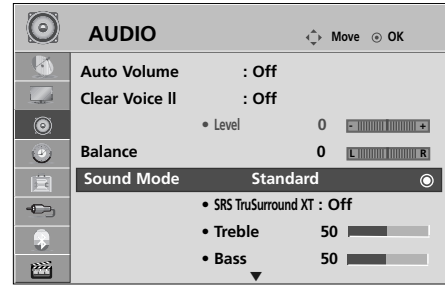 AUDIO Move OK
Auto Volume : Off
Clear Voice II : Off
• Level 0 - +
Balance 0 L R
Sound Mode Standard
• SRS TruSurround XT : Off
• Treble 50
• Bass 50